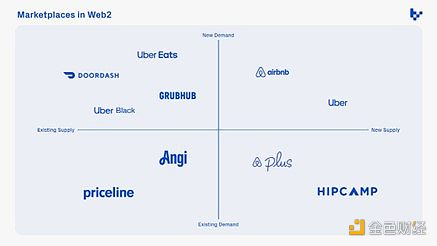 Marketplaces in Web2
New Demand
Uber Eats
DOORDASH
airbnb
GRUBHUB
Uber
Uber Black
Existing Supply
New Supply
Angi
plus
priceline
HIPCAMP
Existing Demand
金色财经